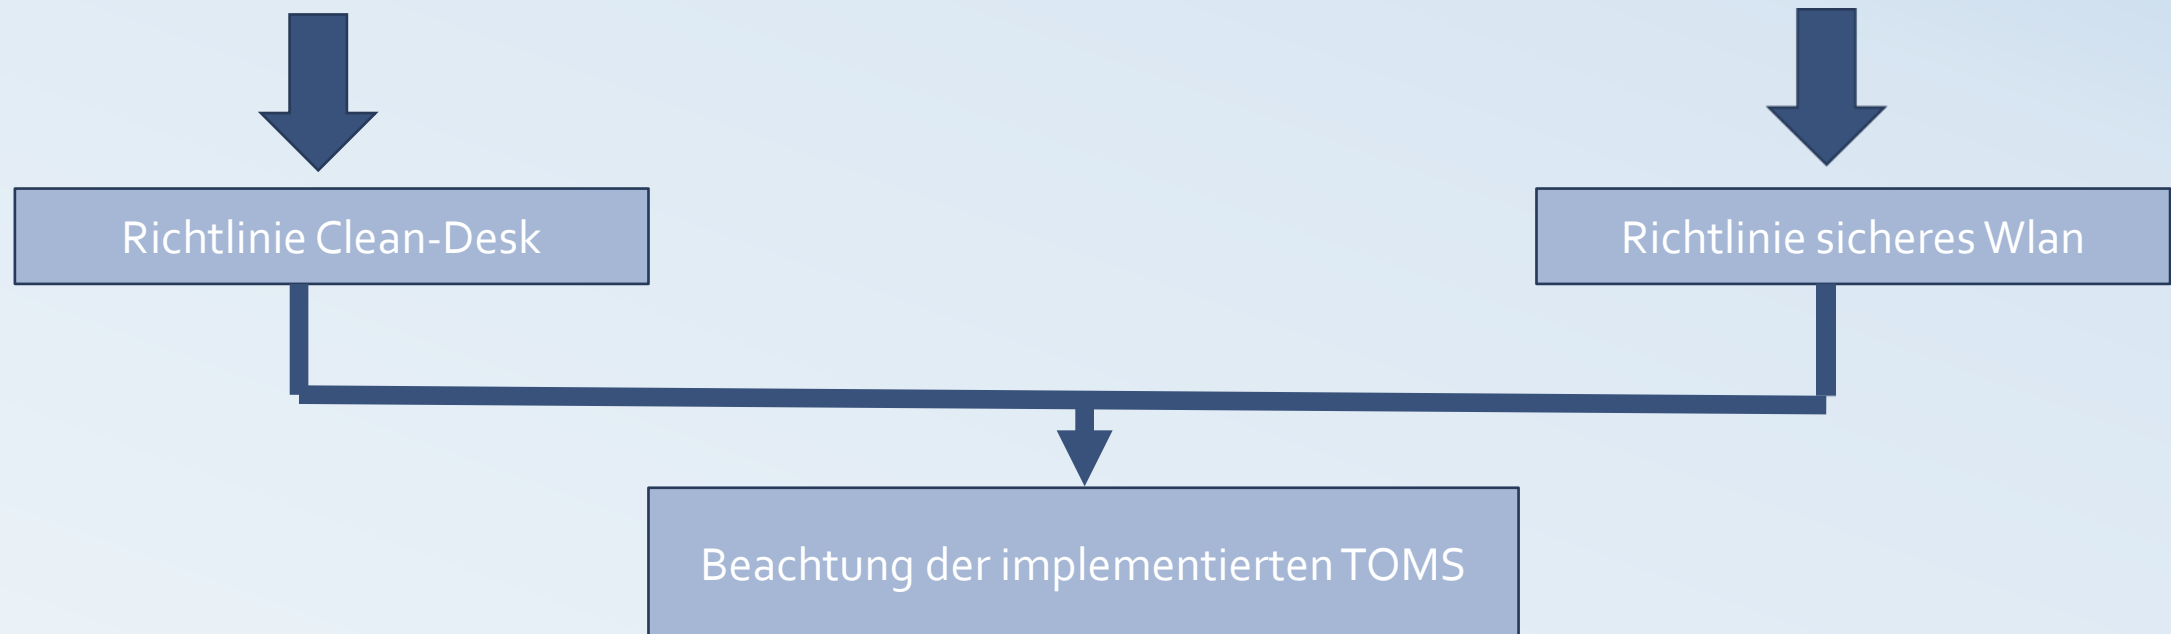 Richtlinie Clean-Desk
Richtlinie sicheres Wlan
Beachtung der implementierten TOMS